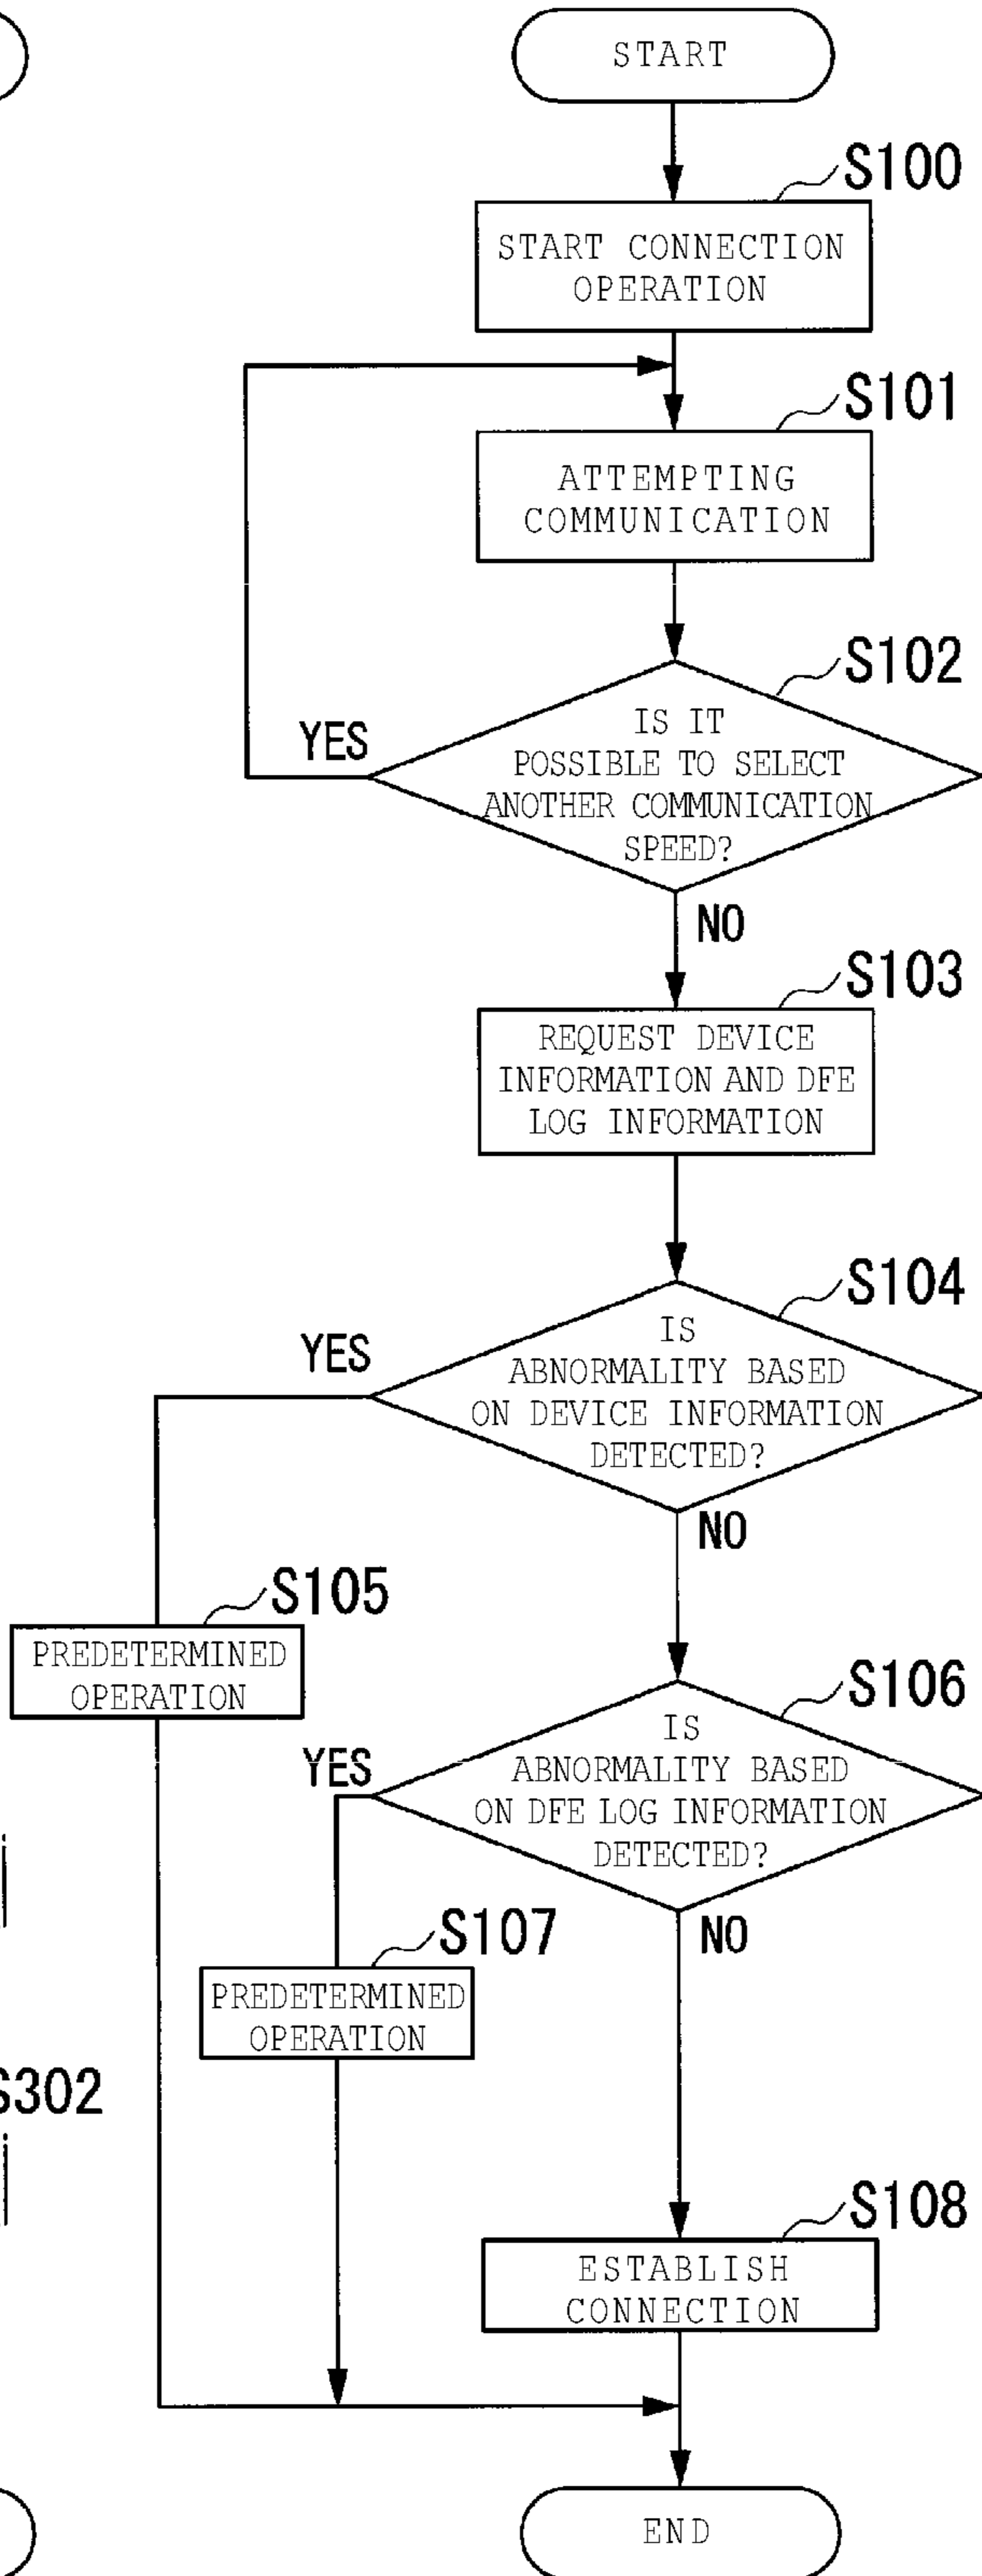 START
S100
START CONNECTION
OPERATION
S101
ATTEMPTING
COMMUNICATION
S102
IS IT
POSSIBLE TO SELECT
ANOTHER COMMUNICATION
SPEED?
YES
NO
S103
REQUEST DEVICE
INFORMATION AND DFE
LOG INFORMATION
S104
IS
ABNORMALITY BASED
ON DEVICE INFORMATION
DETECTED?
YES
NO
S105
PREDETERMINED
OPERATION
S106
IS
ABNORMALITY BASED
ON DFE LOG INFORMATION
DETECTED?
YES
NO
S107
PREDETERMINED
OPERATION
S302
S108
ESTABLISH
CONNECTION
END